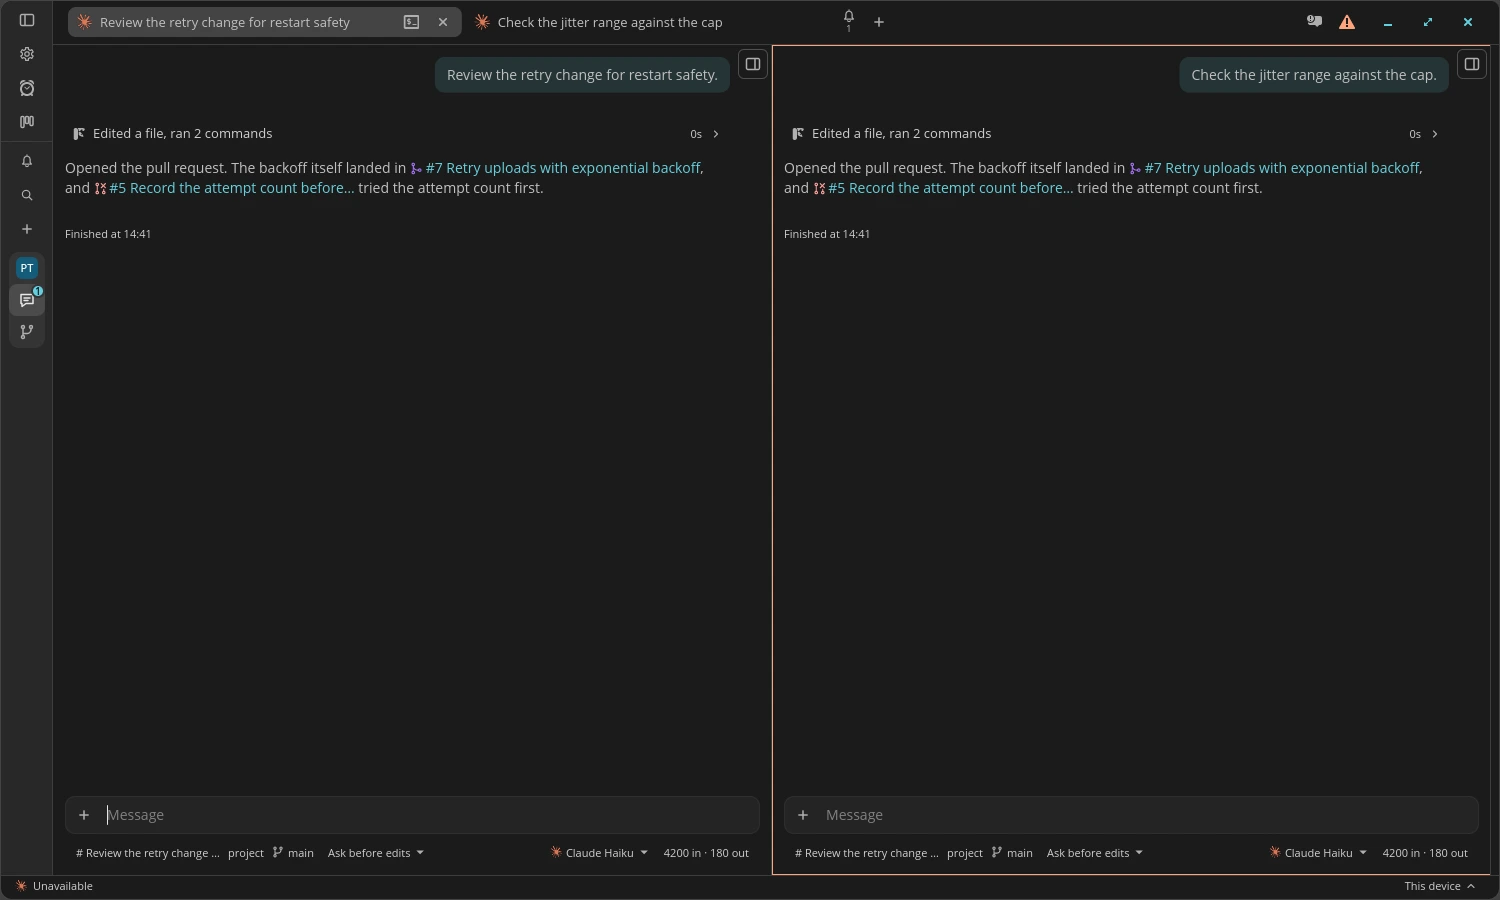 Review the retry change for restart safety
Check the jitter range against the cap
1
PT
1
Review the retry change for restart safety.
Edited a file, ran 2 commands
0s
Opened the pull request. The backoff itself landed in #7 Retry uploads with exponential backoff,
and #5 Record the attempt count before... tried the attempt count first.
Finished at 14:41
Message
# Review the retry change ... project main Ask before edits Claude Haiku 4200 in · 180 out
Check the jitter range against the cap.
Edited a file, ran 2 commands
0s
Opened the pull request. The backoff itself landed in #7 Retry uploads with exponential backoff,
and #5 Record the attempt count before... tried the attempt count first.
Finished at 14:41
Message
# Review the retry change ... project main Ask before edits Claude Haiku 4200 in · 180 out
Unavailable
This device